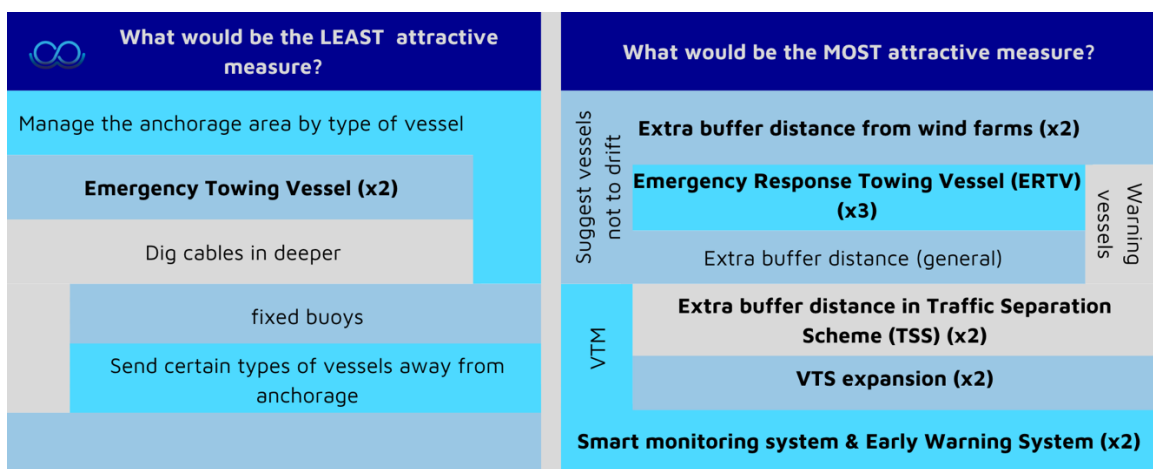 What would be the LEAST attractive
measure?
Manage the anchorage area by type of vessel
Emergency Towing Vessel (x2)
Dig cables in deeper
fixed buoys
Send certain types of vessels away from
anchorage
What would be the MOST attractive measure?
Suggest vessels
not to drift
Extra buffer distance from wind farms (x2)
Emergency Response Towing Vessel (ERTV)
(x3)
Warning
vessels
Extra buffer distance (general)
VTM
Extra buffer distance in Traffic Separation
Scheme (TSS) (x2)
VTS expansion (x2)
Smart monitoring system & Early Warning System (x2)